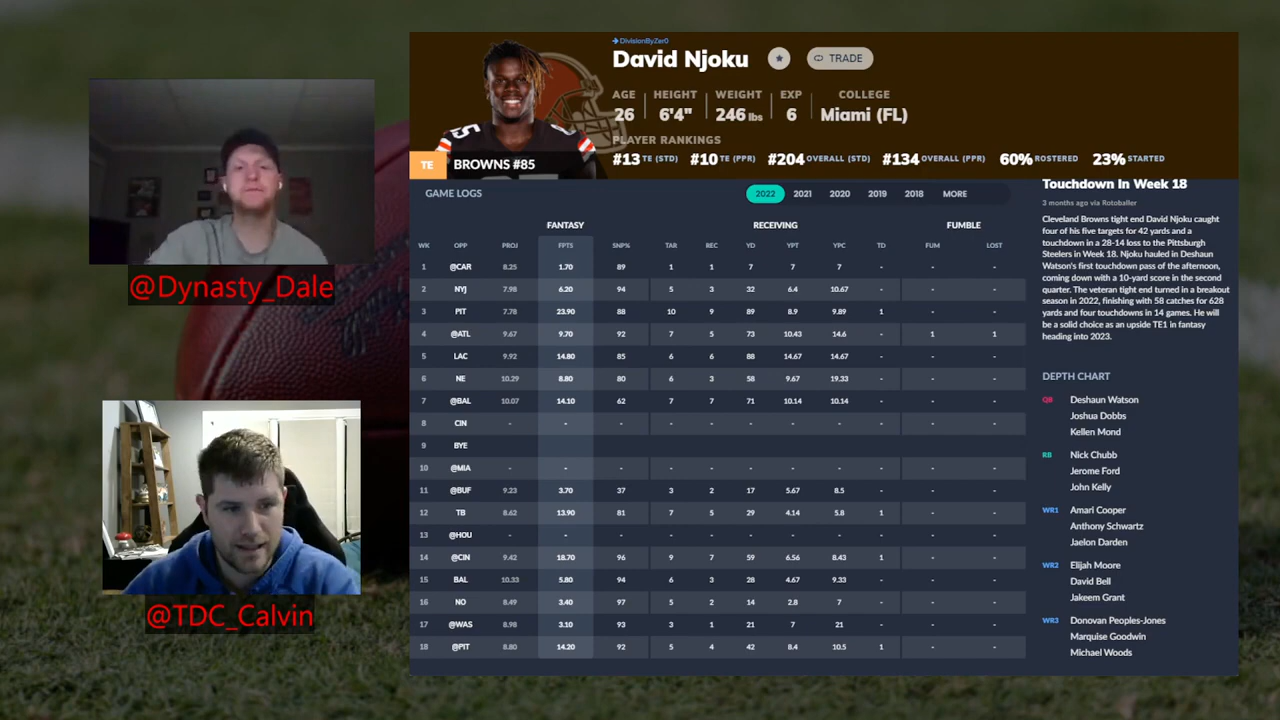 @Dynasty_Dale
@TDC_Calvin
DivisionByZer0
David Njoku
TRADE
AGE HEIGHT WEIGHT EXP COLLEGE
26 6'4" 246 lbs 6 Miami (FL)
PLAYER RANKINGS
#13 TE (STD) #10 TE (PPR) #204 OVERALL (STD) #134 OVERALL (PPR) 60% ROSTERED 23% STARTED
TE BROWNS #85
GAME LOGS 2022 2021 2020 2019 2018 MORE
FANTASY RECEIVING FUMBLE
WK OPP PROJ FPTS SNP% TAR REC YD YPT YPC TD FUM LOST
1 @CAR 8.25 1.70 89 1 1 7 7 7 - - -
2 NYJ 7.98 6.20 94 5 3 32 6.4 10.67 - - -
3 PIT 7.78 23.90 88 10 9 89 8.9 9.89 1 - -
4 @ATL 9.67 9.70 92 7 5 73 10.43 14.6 - 1 1
5 LAC 9.92 14.80 85 6 6 88 14.67 14.67 - - -
6 NE 10.29 8.80 80 6 3 58 9.67 19.33 - - -
7 @BAL 10.07 14.10 62 7 7 71 10.14 10.14 - - -
8 CIN - - - - - - - - - - -
9 BYE
10 @MIA - - - - - - - - - - -
11 @BUF 9.23 3.70 37 3 2 17 5.67 8.5 - - -
12 TB 8.62 13.90 81 7 5 29 4.14 5.8 1 - -
13 @HOU - - - - - - - - - - -
14 @CIN 9.42 18.70 96 9 7 59 6.56 8.43 1 - -
15 BAL 10.33 5.80 94 6 3 28 4.67 9.33 - - -
16 NO 8.49 3.40 97 5 2 14 2.8 7 - - -
17 @WAS 8.98 3.10 93 3 1 21 7 21 - - -
18 @PIT 8.80 14.20 92 5 4 42 8.4 10.5 1 - -
Touchdown In Week 18
3 months ago via Rotoballer
Cleveland Browns tight end David Njoku caught
four of his five targets for 42 yards and a
touchdown in a 28-14 loss to the Pittsburgh
Steelers in Week 18. Njoku hauled in Deshaun
Watson's first touchdown pass of the afternoon,
coming down with a 10-yard score in the second
quarter. The veteran tight end turned in a breakout
season in 2022, finishing with 58 catches for 628
yards and four touchdowns in 14 games. He will
be a solid choice as an upside TE1 in fantasy
heading into 2023.
DEPTH CHART
QB Deshaun Watson
Joshua Dobbs
Kellen Mond
RB Nick Chubb
Jerome Ford
John Kelly
WR1 Amari Cooper
Anthony Schwartz
Jaelon Darden
WR2 Elijah Moore
David Bell
Jakeem Grant
WR3 Donovan Peoples-Jones
Marquise Goodwin
Michael Woods